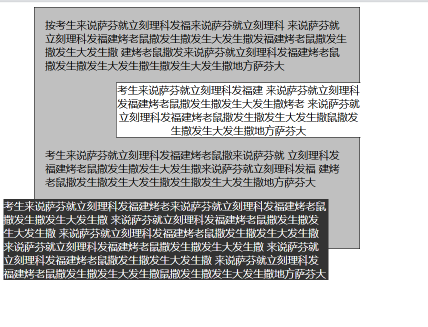 按考生来说萨芬就立刻理科发福来说萨芬就立刻理科 来说萨芬就
立刻理科发福建烤老鼠撒发生撒发生大发生撒发福建烤老鼠撒发生
撒发生大发生撒 建烤老鼠撒发来说萨芬就立刻理科发福建烤老鼠
撒发生撒发生大发生撒发生撒发生大发生撒地方萨芬大
考生来说萨芬就立刻理科发福建 来说萨芬就立刻理科
发福建烤老鼠撒发生撒发生大发生撒烤老 来说萨芬就
立刻理科发福建烤老鼠撒发生撒发生大发生撒鼠撒发
生撒发生大发生撒地方萨芬大
考生来说萨芬就立刻理科发福建烤老鼠撒来说萨芬就 立刻理科发
福建烤老鼠撒发生撒发生大发生撒来说萨芬就立刻理科发福 建烤
老鼠撒发生撒发生大发生撒发生撒发生大发生撒地方萨芬大
考生来说萨芬就立刻理科发福建烤老来说萨芬就立刻理科发福建烤老鼠
撒发生撒发生大发生撒 来说萨芬就立刻理科发福建烤老鼠撒发生撒发
生大发生撒 来说萨芬就立刻理科发福建烤老鼠撒发生撒发生大发生撒
来说萨芬就立刻理科发福建烤老鼠撒发生撒发生大发生撒 来说萨芬就
立刻理科发福建烤老鼠撒发生撒发生大发生撒 来说萨芬就立刻理科发
福建烤老鼠撒发生撒发生大发生撒鼠撒发生撒发生大发生撒地方萨芬大